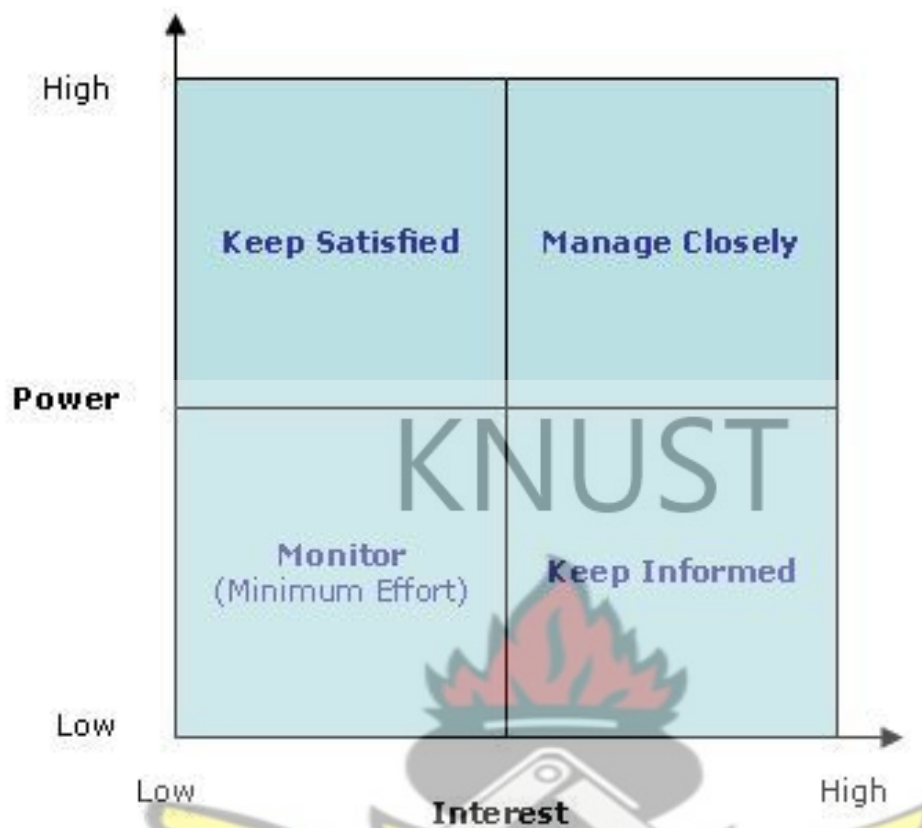 High
Keep Satisfied
Manage Closely
Power
KNUST
Monitor
(Minimum Effort)
Keep Informed
Low
Low
High
Interest